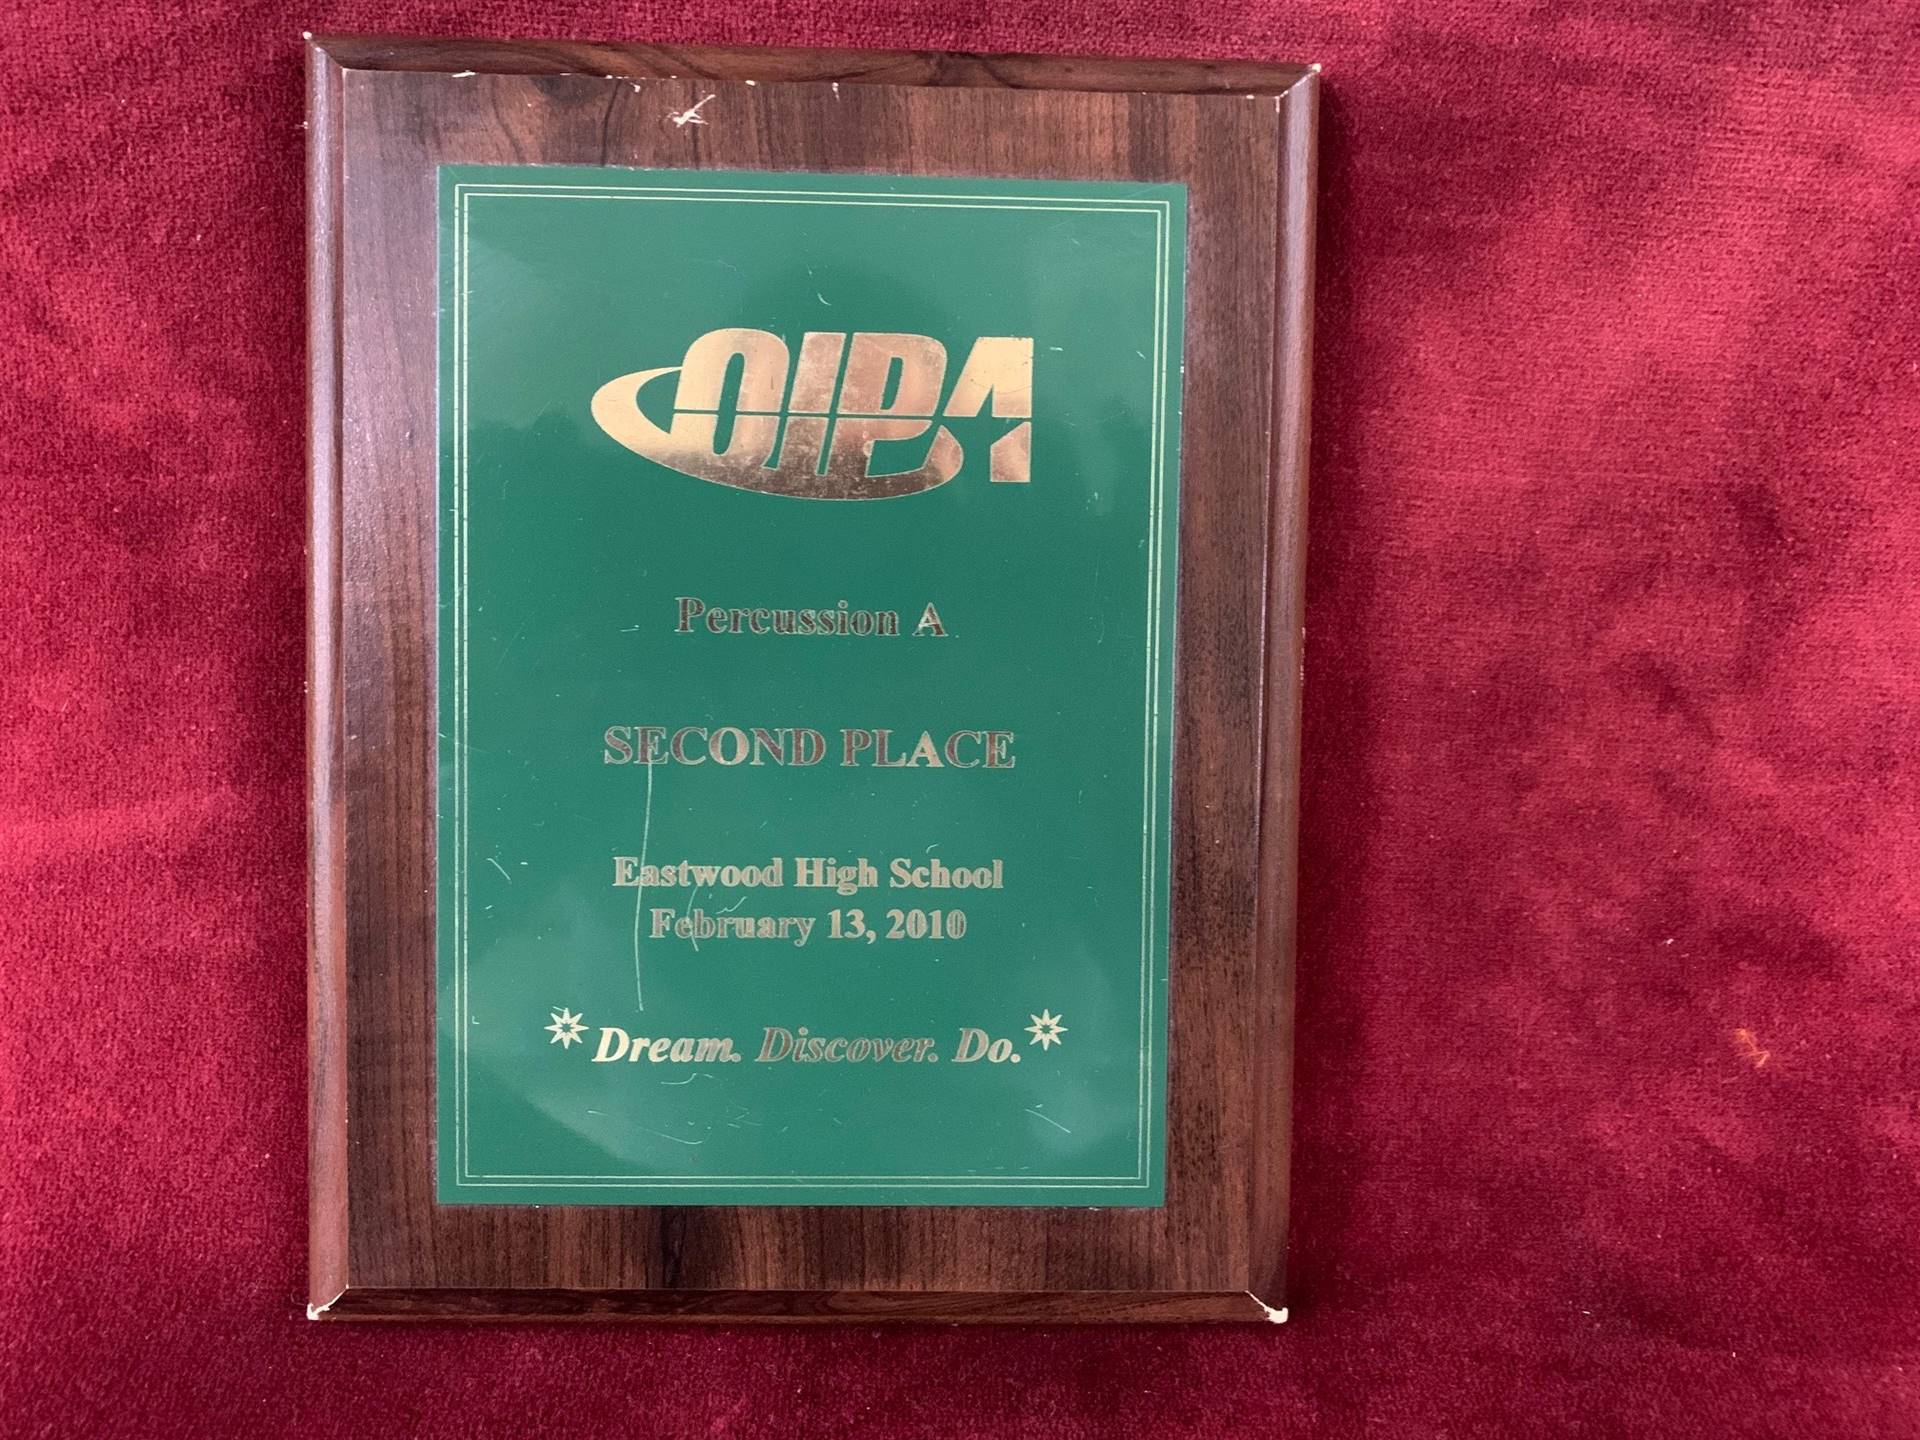 OIPA
Percussion A
SECOND PLACE
Eastwood High School
February 13, 2010
Dream. Discover. Do.